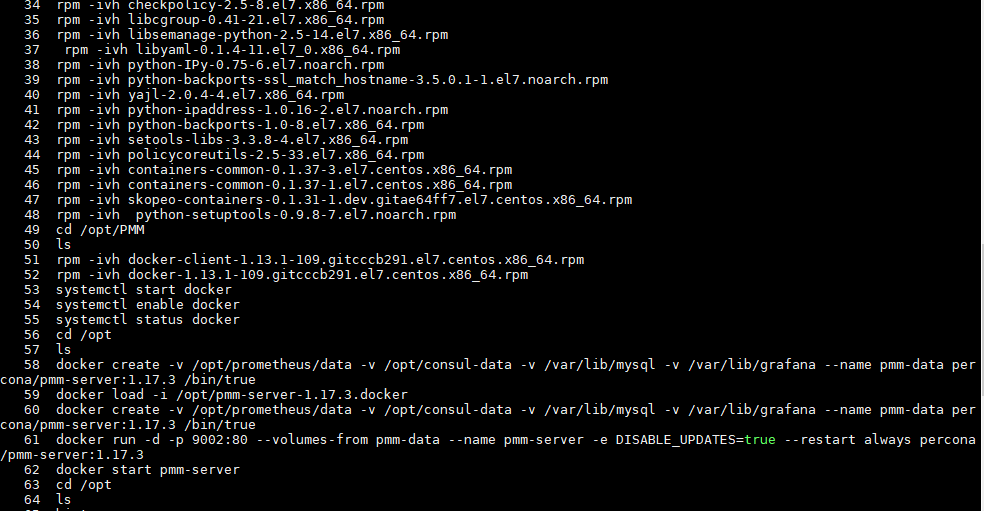 34  rpm -ivh checkpolicy-2.5-8.el7.x86_64.rpm
35  rpm -ivh libcgroup-0.41-21.el7.x86_64.rpm
36  rpm -ivh libsemanage-python-2.5-14.el7.x86_64.rpm
37   rpm -ivh libyaml-0.1.4-11.el7_0.x86_64.rpm
38  rpm -ivh python-IPy-0.75-6.el7.noarch.rpm
39  rpm -ivh python-backports-ssl_match_hostname-3.5.0.1-1.el7.noarch.rpm
40  rpm -ivh yajl-2.0.4-4.el7.x86_64.rpm
41  rpm -ivh python-ipaddress-1.0.16-2.el7.noarch.rpm
42  rpm -ivh python-backports-1.0-8.el7.x86_64.rpm
43  rpm -ivh setools-libs-3.3.8-4.el7.x86_64.rpm
44  rpm -ivh policycoreutils-2.5-33.el7.x86_64.rpm
45  rpm -ivh containers-common-0.1.37-3.el7.centos.x86_64.rpm
46  rpm -ivh containers-common-0.1.37-1.el7.centos.x86_64.rpm
47  rpm -ivh skopeo-containers-0.1.31-1.dev.gitae64ff7.el7.centos.x86_64.rpm
48  rpm -ivh  python-setuptools-0.9.8-7.el7.noarch.rpm
49  cd /opt/PMM
50  ls
51  rpm -ivh docker-client-1.13.1-109.gitcccb291.el7.centos.x86_64.rpm
52  rpm -ivh docker-1.13.1-109.gitcccb291.el7.centos.x86_64.rpm
53  systemctl start docker
54  systemctl enable docker
55  systemctl status docker
56  cd /opt
57  ls
58  docker create -v /opt/prometheus/data -v /opt/consul-data -v /var/lib/mysql -v /var/lib/grafana --name pmm-data per
cona/pmm-server:1.17.3 /bin/true
59  docker load -i /opt/pmm-server-1.17.3.docker
60  docker create -v /opt/prometheus/data -v /opt/consul-data -v /var/lib/mysql -v /var/lib/grafana --name pmm-data per
cona/pmm-server:1.17.3 /bin/true
61  docker run -d -p 9002:80 --volumes-from pmm-data --name pmm-server -e DISABLE_UPDATES=true --restart always percona
/pmm-server:1.17.3
62  docker start pmm-server
63  cd /opt
64  ls